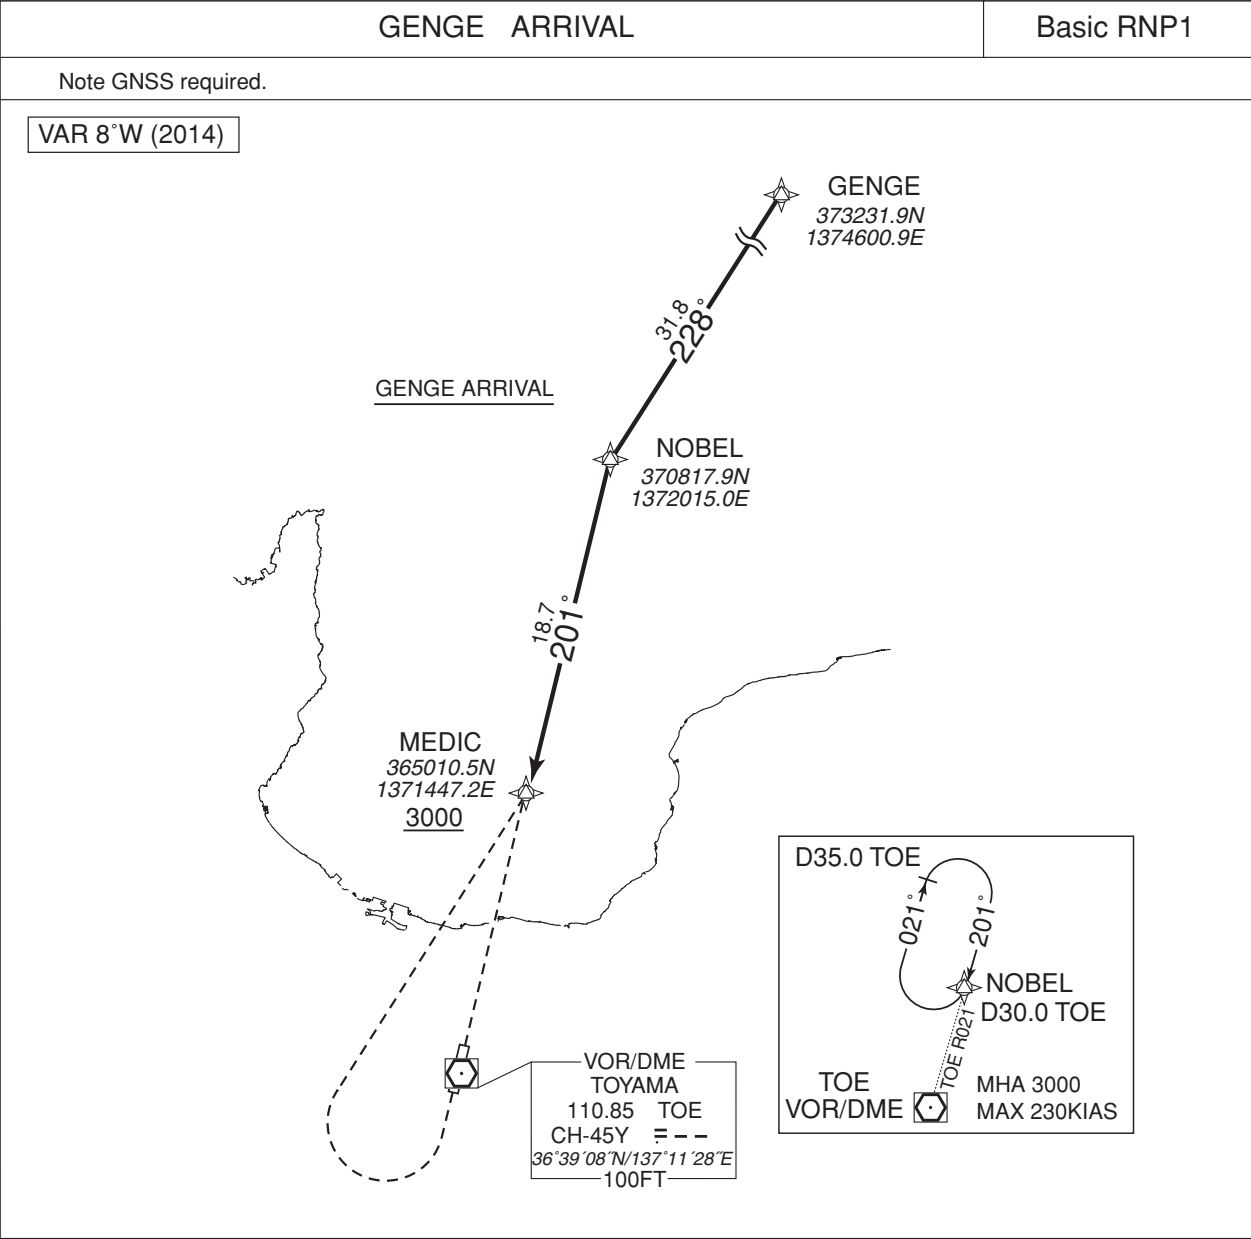 GENGE ARRIVAL
Basic RNP1
Note GNSS required.
VAR 8°W (2014)
GENGE
373231.9N
1374600.9E
31.8
228°
GENGE ARRIVAL
NOBEL
370817.9N
1372015.0E
18.7
201°
MEDIC
365010.5N
1371447.2E
3000
VOR/DME
TOYAMA
110.85 TOE
CH-45Y
36°39´08˝N/137°11´28˝E
100FT
D35.0 TOE
021°
201°
NOBEL
D30.0 TOE
TOE R021
TOE
VOR/DME
MHA 3000
MAX 230KIAS